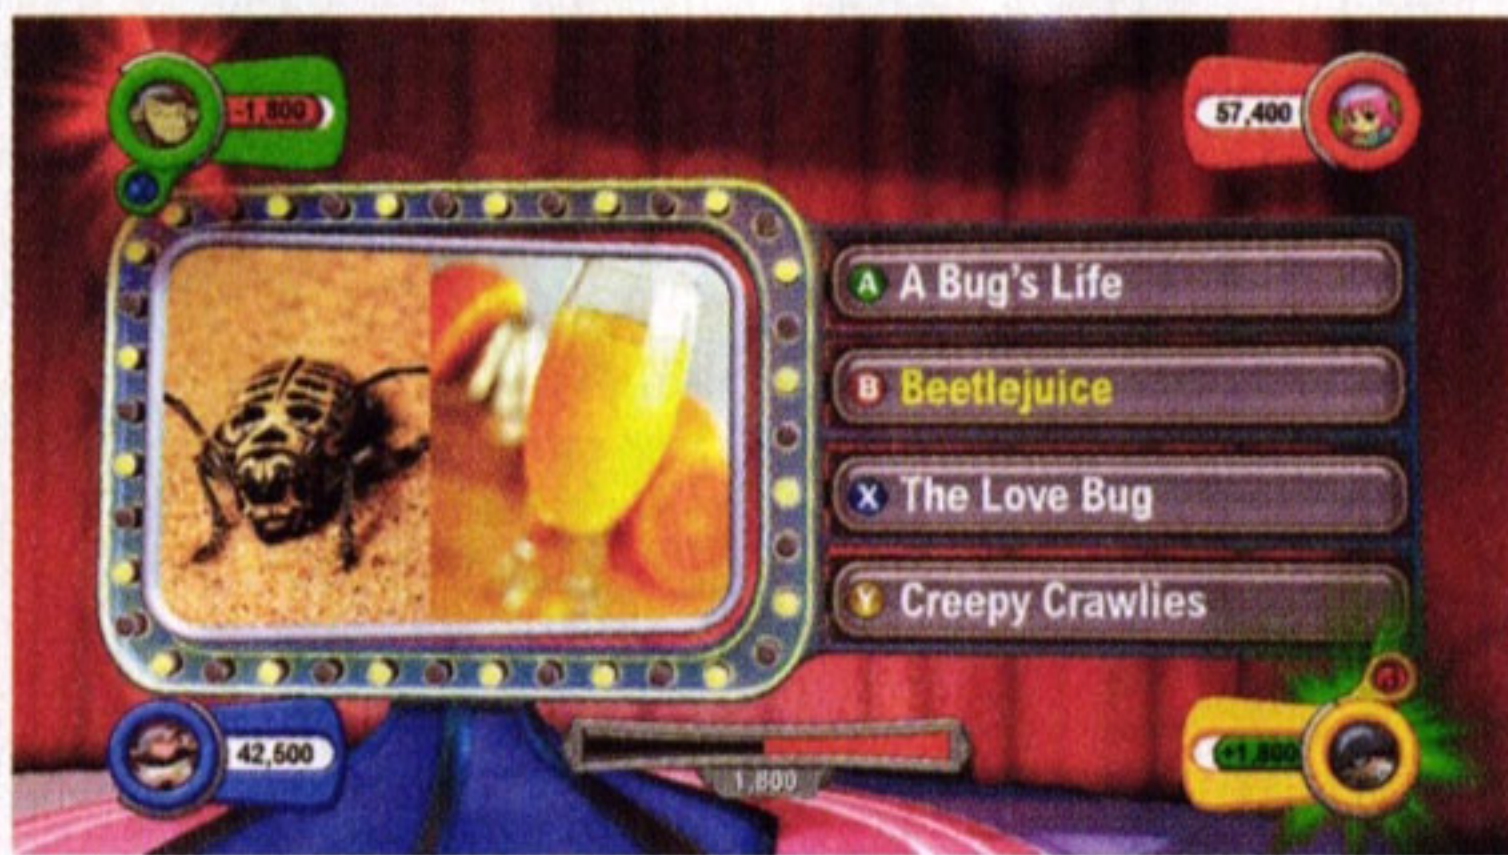 -1,800
57,400
A A Bug's Life
B Beetlejuice
X The Love Bug
Y Creepy Crawlies
42,500
1,800
+1,800